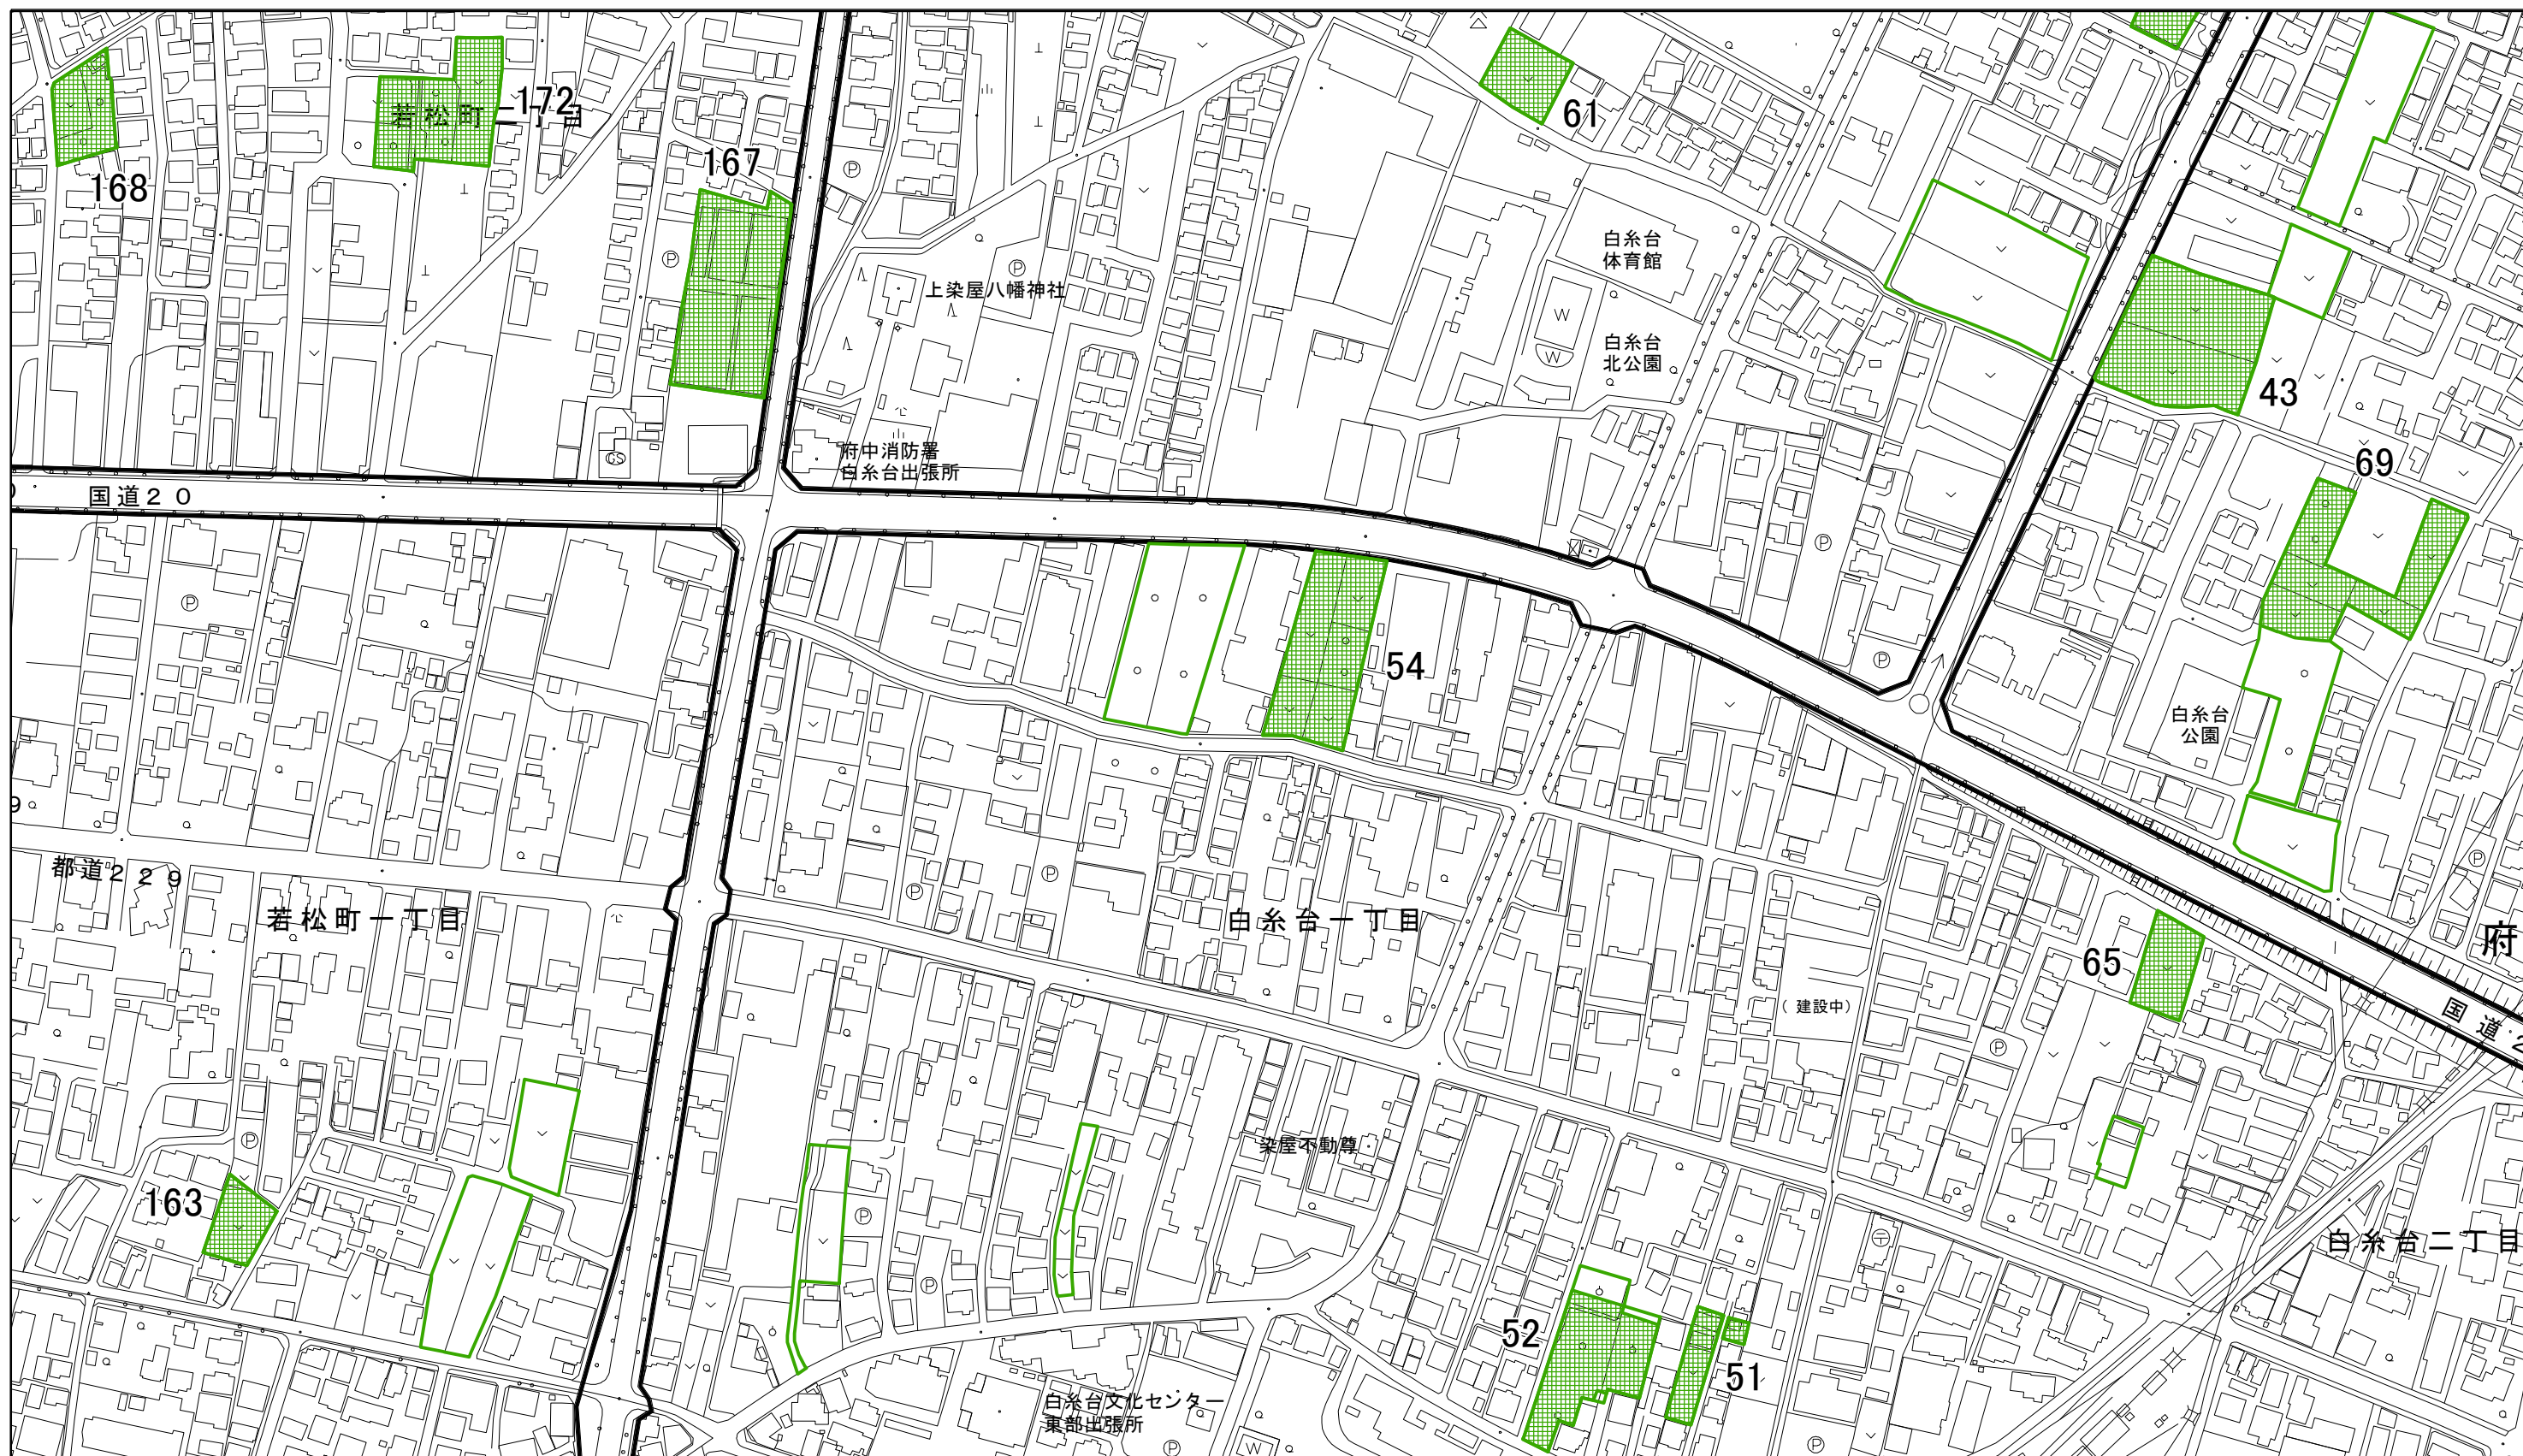 若松町二丁目
172
61
167
168
白糸台
体育館
上染屋八幡神社
白糸台
北公園
43
府中消防署
白糸台出張所
GS
69
国道20
54
白糸台
公園
都道229
若松町一丁目
白糸台一丁目
府
65
(建設中)
国道2
染屋不動尊
163
白糸台二丁目
52
51
白糸台文化センター
東部出張所